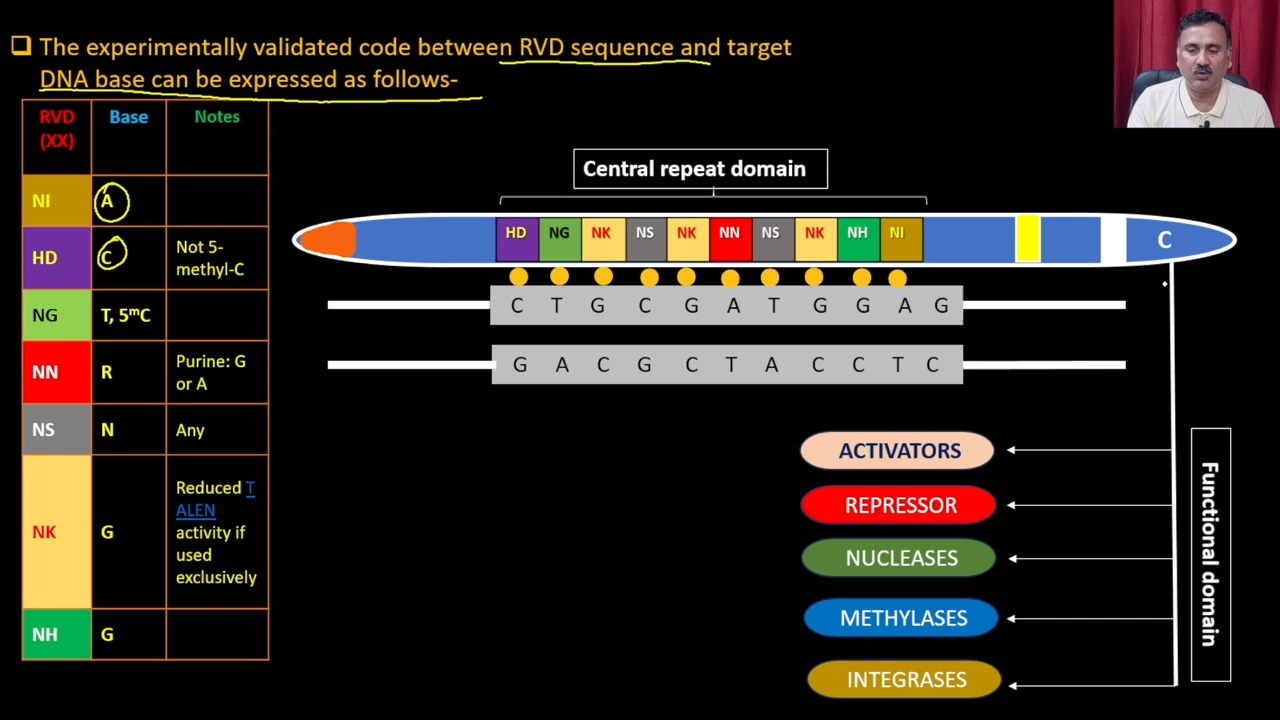 ❑ The experimentally validated code between RVD sequence and target
DNA base can be expressed as follows-
RVD
(XX)
Base
Notes
NI
A
HD
C
Not 5-
methyl-C
NG
T, 5ᵐC
NN
R
Purine: G
or A
NS
N
Any
NK
G
Reduced T
ALEN
activity if
used
exclusively
NH
G
Central repeat domain
HD NG NK NS NK NN NS NK NH NI
C
C T G C G A T G G A G
G A C G C T A C C T C
ACTIVATORS
REPRESSOR
NUCLEASES
METHYLASES
INTEGRASES
Functional domain